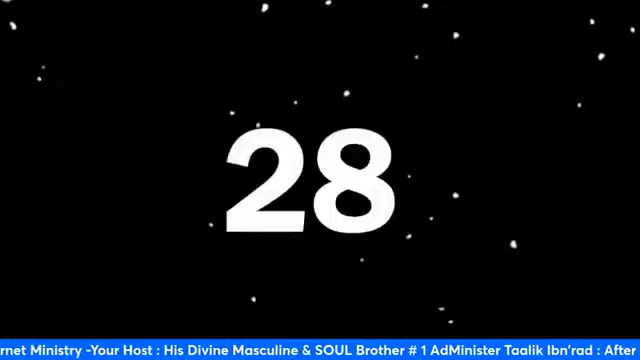 28
rnet Ministry -Your Host : His Divine Masculine & SOUL Brother # 1 AdMinister Taalik Ibn'rad : After